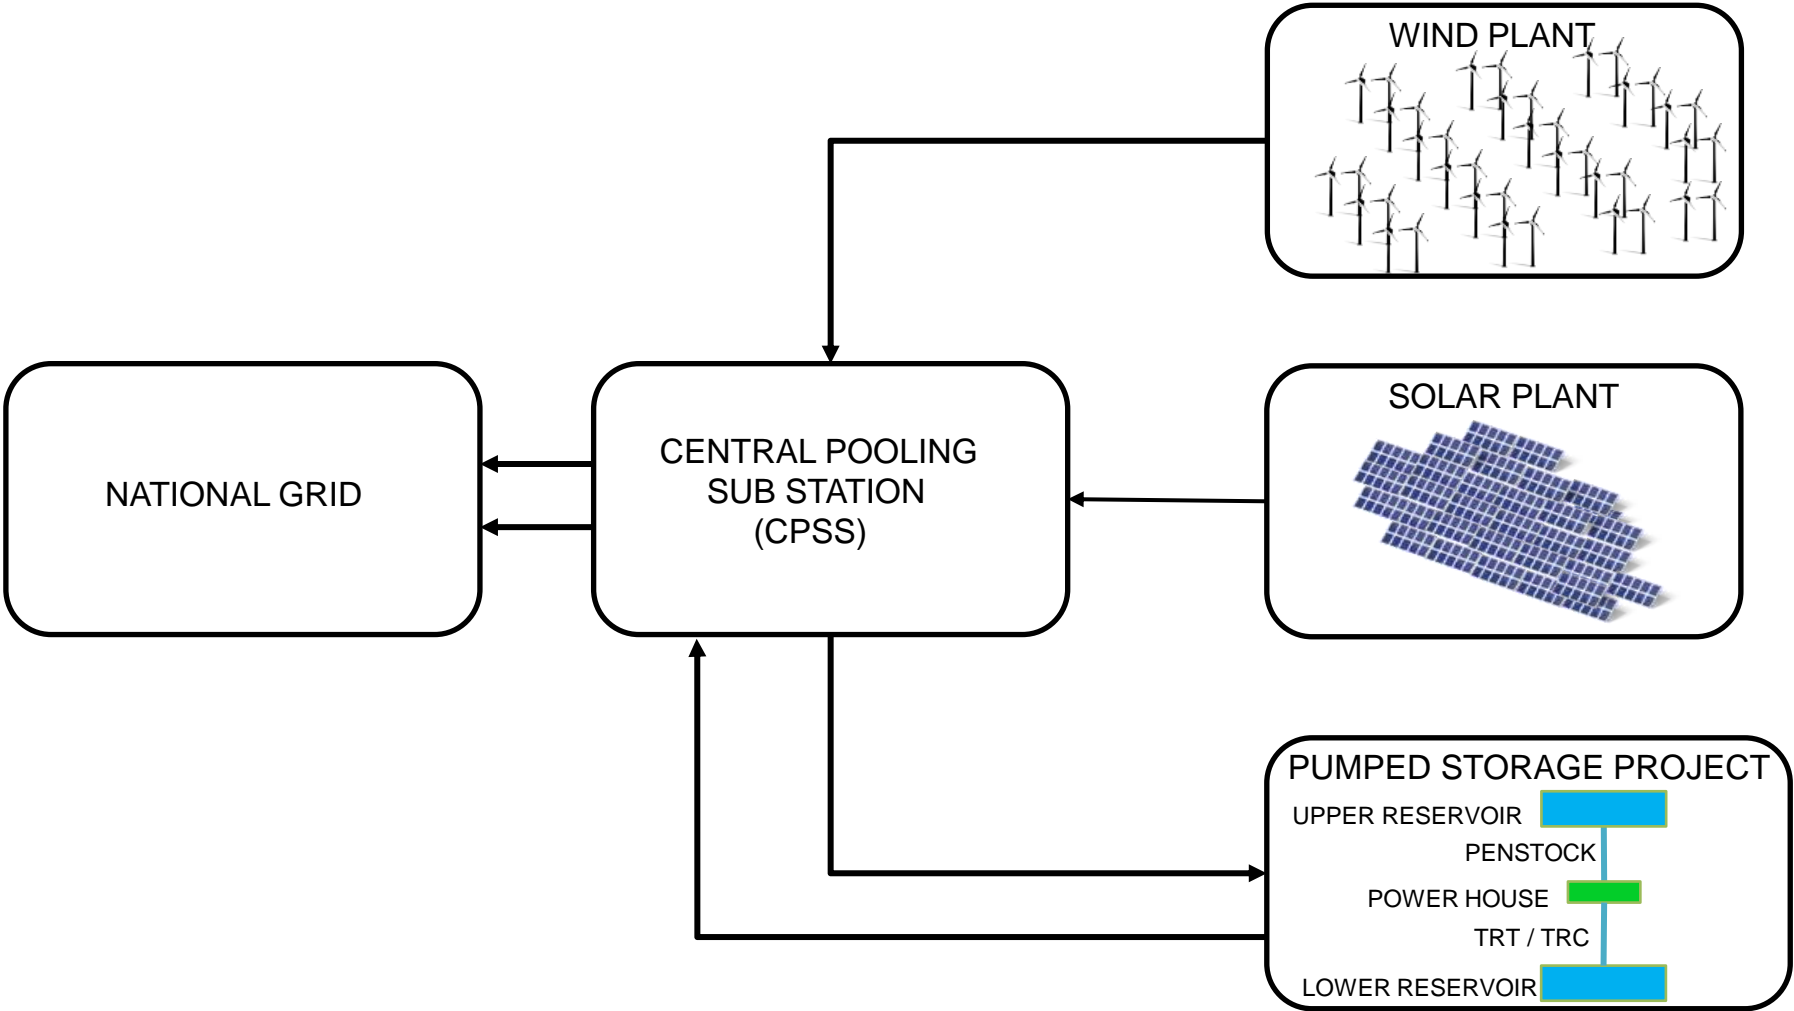 WIND PLANT
NATIONAL GRID
CENTRAL POOLING
SUB STATION
(CPSS)
SOLAR PLANT
PUMPED STORAGE PROJECT
UPPER RESERVOIR
PENSTOCK
POWER HOUSE
TRT / TRC
LOWER RESERVOIR